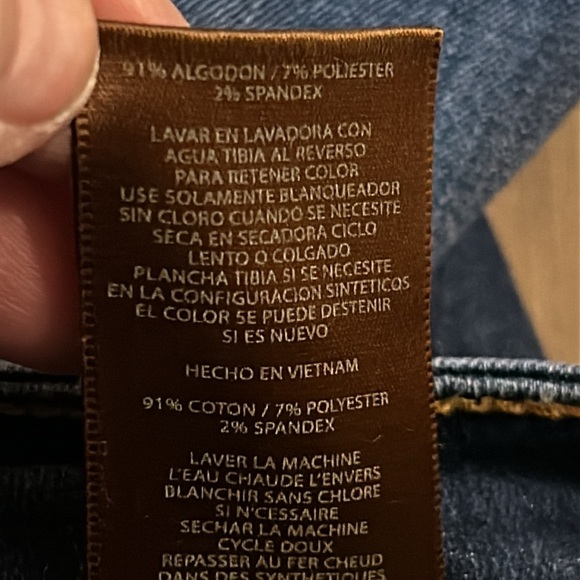 91% ALGODON / 7% POLIESTER
2% SPANDEX
LAVAR EN LAVADORA CON
AGUA TIBIA AL REVERSO
PARA RETENER COLOR
USE SOLAMENTE BLANQUEADOR
SIN CLORO CUANDO SE NECESITE
SECA EN SECADORA CICLO
LENTO O COLGADO
PLANCHA TIBIA SI SE NECESITE
EN LA CONFIGURACION SINTETICOS
EL COLOR SE PUEDE DESTENIR
SI ES NUEVO
HECHO EN VIETNAM
91% COTON / 7% POLYESTER
2% SPANDEX
LAVER LA MACHINE
L'EAU CHAUDE L'ENVERS
BLANCHIR SANS CHLORE
SI N'CESSAIRE
SECHAR LA MACHINE
CYCLE DOUX
REPASSER AU FER CHEUD
DANS DES SYNTHETIQUES